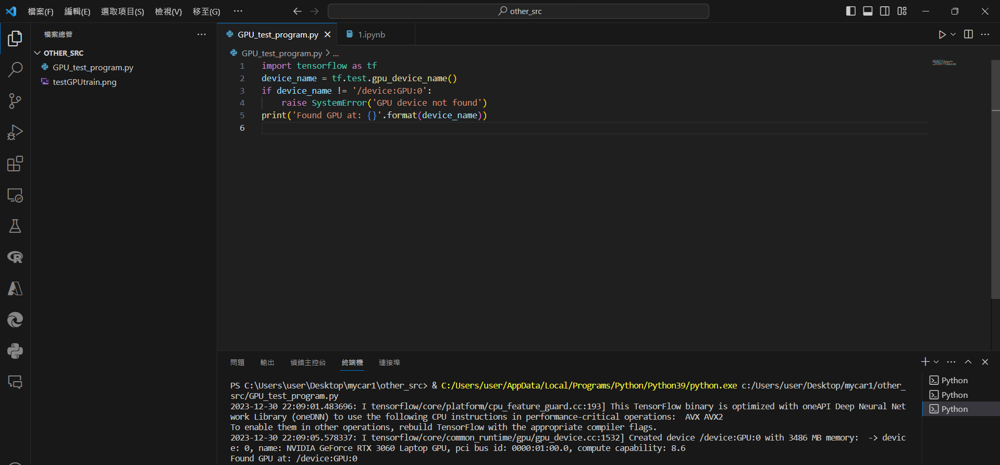 檔案(F) 編輯(E) 選取項目(S) 檢視(V) 移至(G) ··· other_src
檔案總管 ···
OTHER_SRC
GPU_test_program.py
testGPUtrain.png
GPU_test_program.py 1.ipynb
GPU_test_program.py > ...
1 import tensorflow as tf
2 device_name = tf.test.gpu_device_name()
3 if device_name != '/device:GPU:0':
4     raise SystemError('GPU device not found')
5 print('Found GPU at: {}'.format(device_name))
6
問題 輸出 偵錯主控台 終端機 連接埠
PS C:\Users\user\Desktop\mycar1\other_src> & C:/Users/user/AppData/Local/Programs/Python/Python39/python.exe c:/Users/user/Desktop/mycar1/other_
src/GPU_test_program.py
2023-12-30 22:09:01.483696: I tensorflow/core/platform/cpu_feature_guard.cc:193] This TensorFlow binary is optimized with oneAPI Deep Neural Net
work Library (oneDNN) to use the following CPU instructions in performance-critical operations:  AVX AVX2
To enable them in other operations, rebuild TensorFlow with the appropriate compiler flags.
2023-12-30 22:09:05.578337: I tensorflow/core/common_runtime/gpu/gpu_device.cc:1532] Created device /device:GPU:0 with 3486 MB memory:  -> devic
e: 0, name: NVIDIA GeForce RTX 3060 Laptop GPU, pci bus id: 0000:01:00.0, compute capability: 8.6
Found GPU at: /device:GPU:0
Python
Python
Python